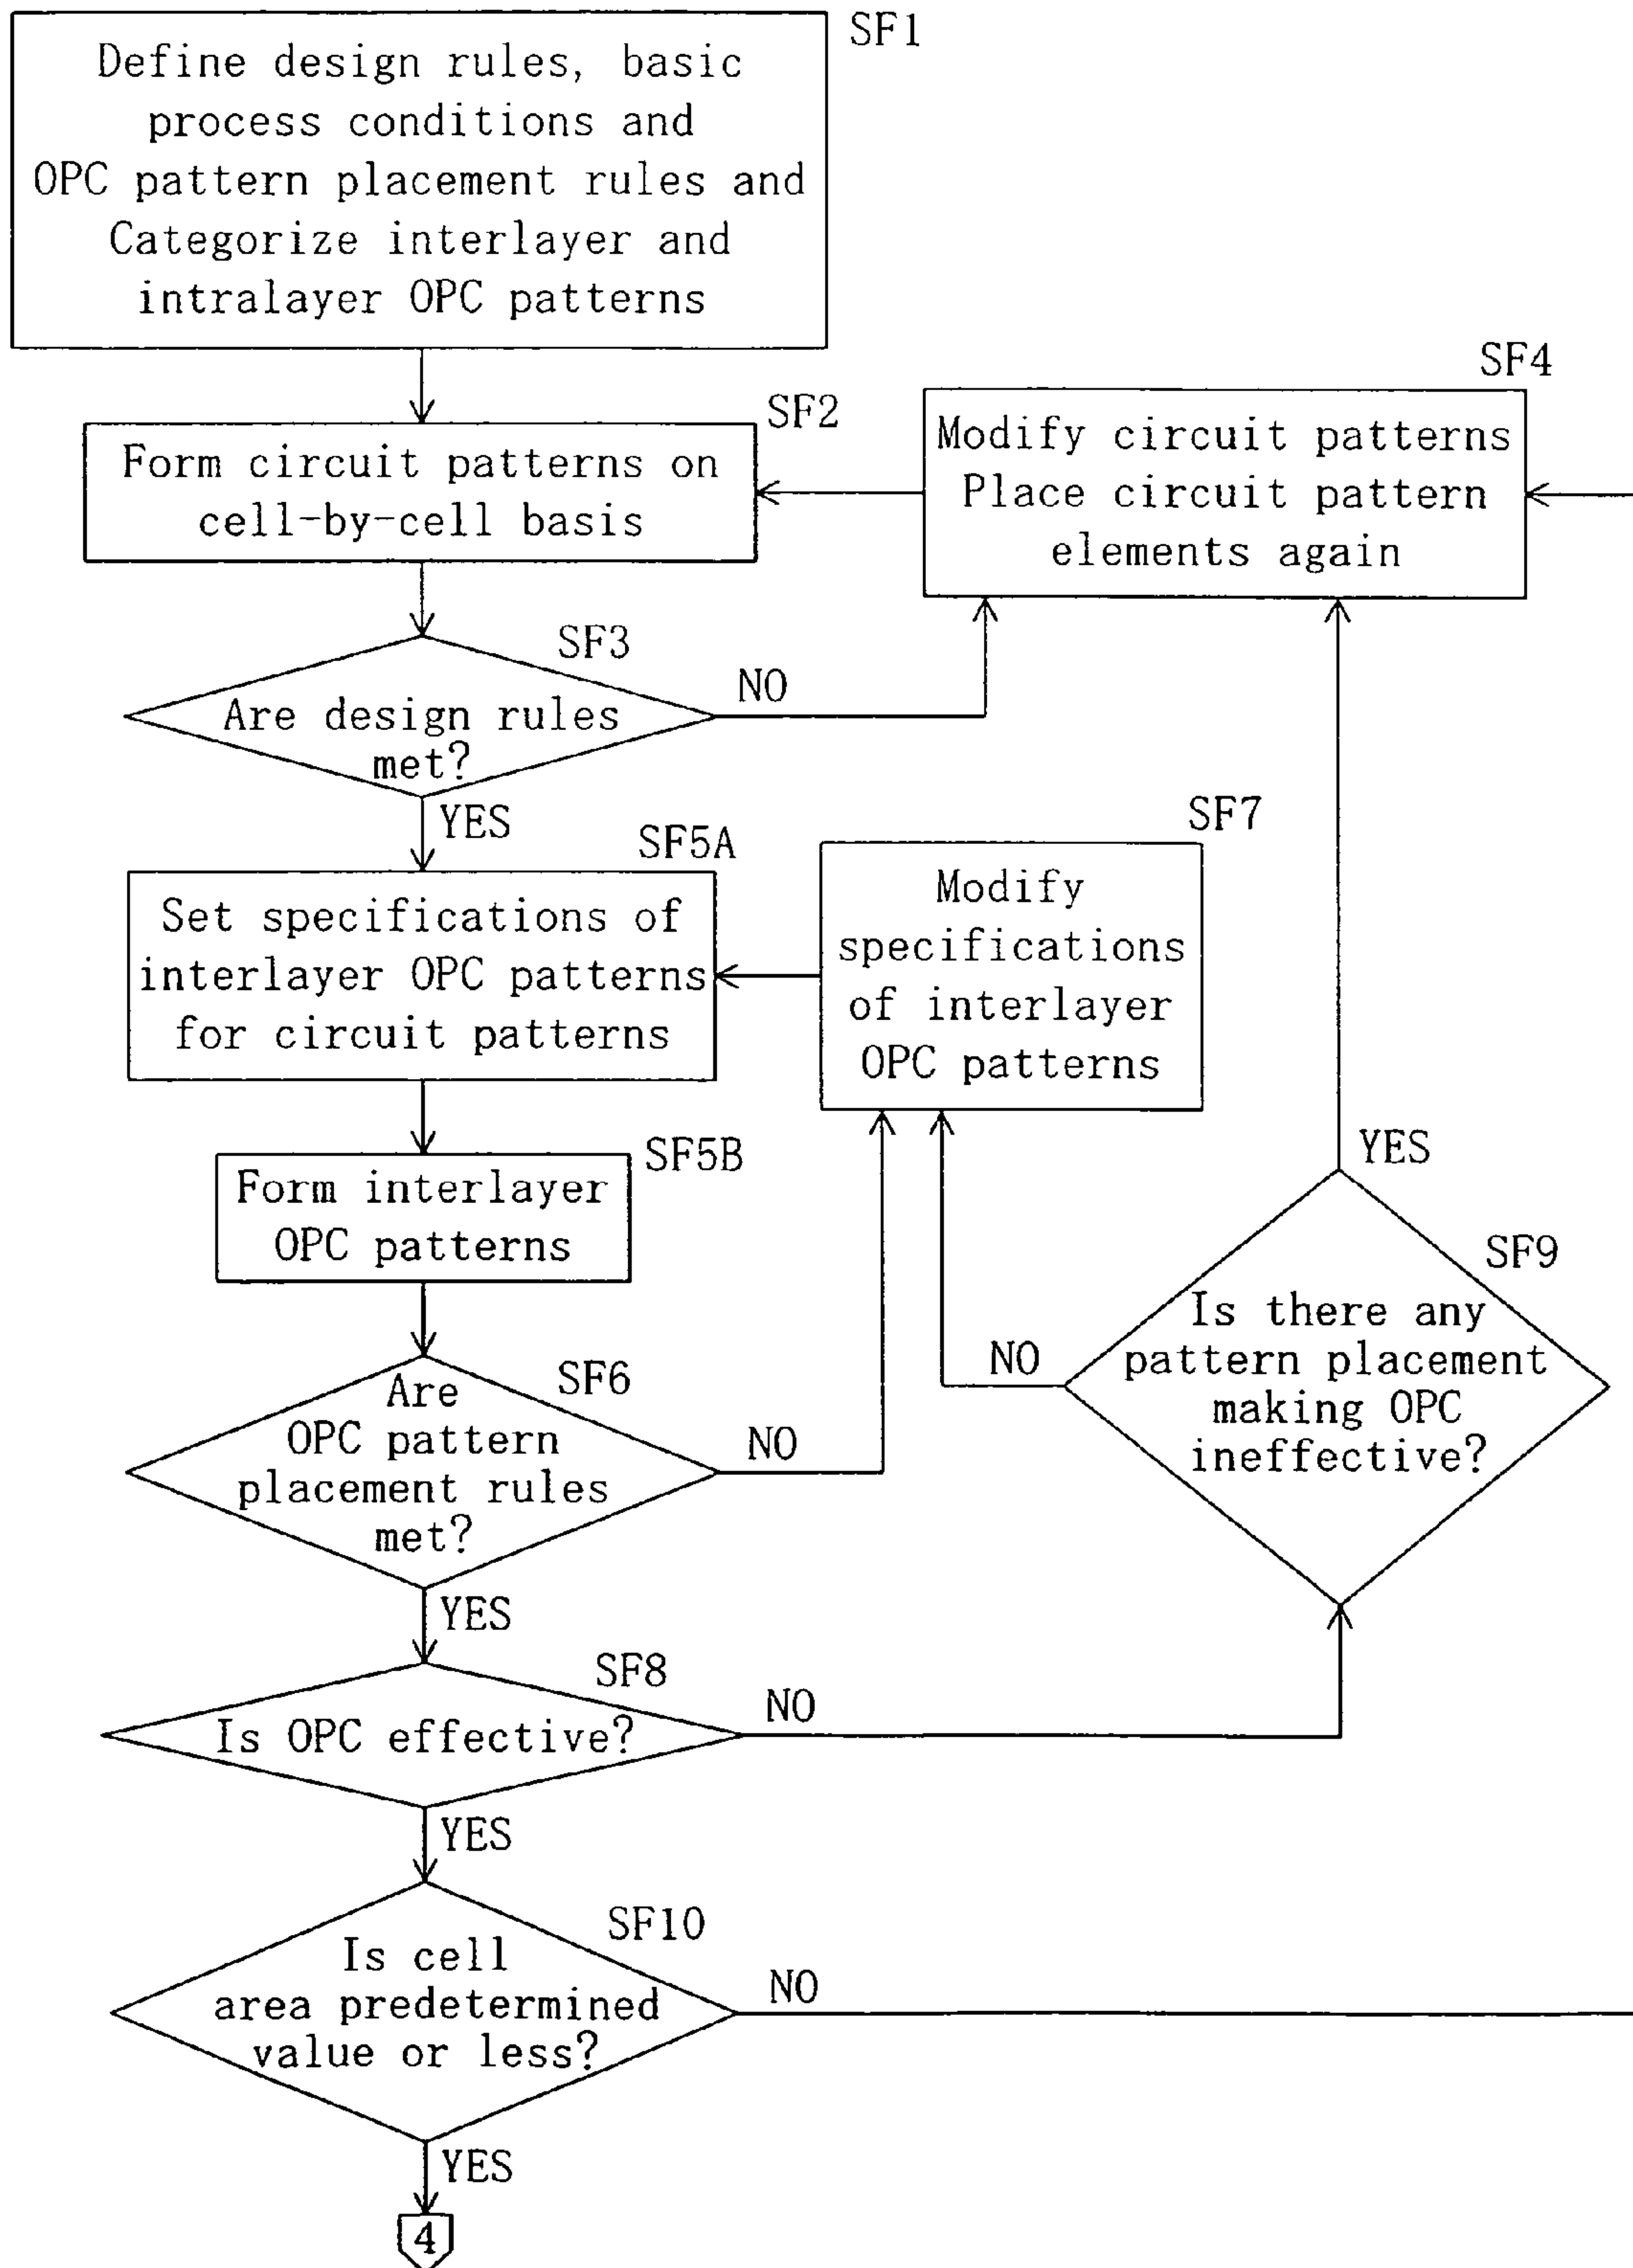 SF1
Define design rules, basic
process conditions and
OPC pattern placement rules and
Categorize interlayer and
intralayer OPC patterns
SF2
Form circuit patterns on
cell-by-cell basis
SF4
Modify circuit patterns
Place circuit pattern
elements again
SF3
Are design rules
met?
NO
YES
SF5A
Set specifications of
interlayer OPC patterns
for circuit patterns
SF7
Modify
specifications
of interlayer
OPC patterns
SF5B
Form interlayer
OPC patterns
SF6
Are
OPC pattern
placement rules
met?
NO
YES
SF9
Is there any
pattern placement
making OPC
ineffective?
YES
NO
SF8
Is OPC effective?
NO
YES
SF10
Is cell
area predetermined
value or less?
NO
YES
4